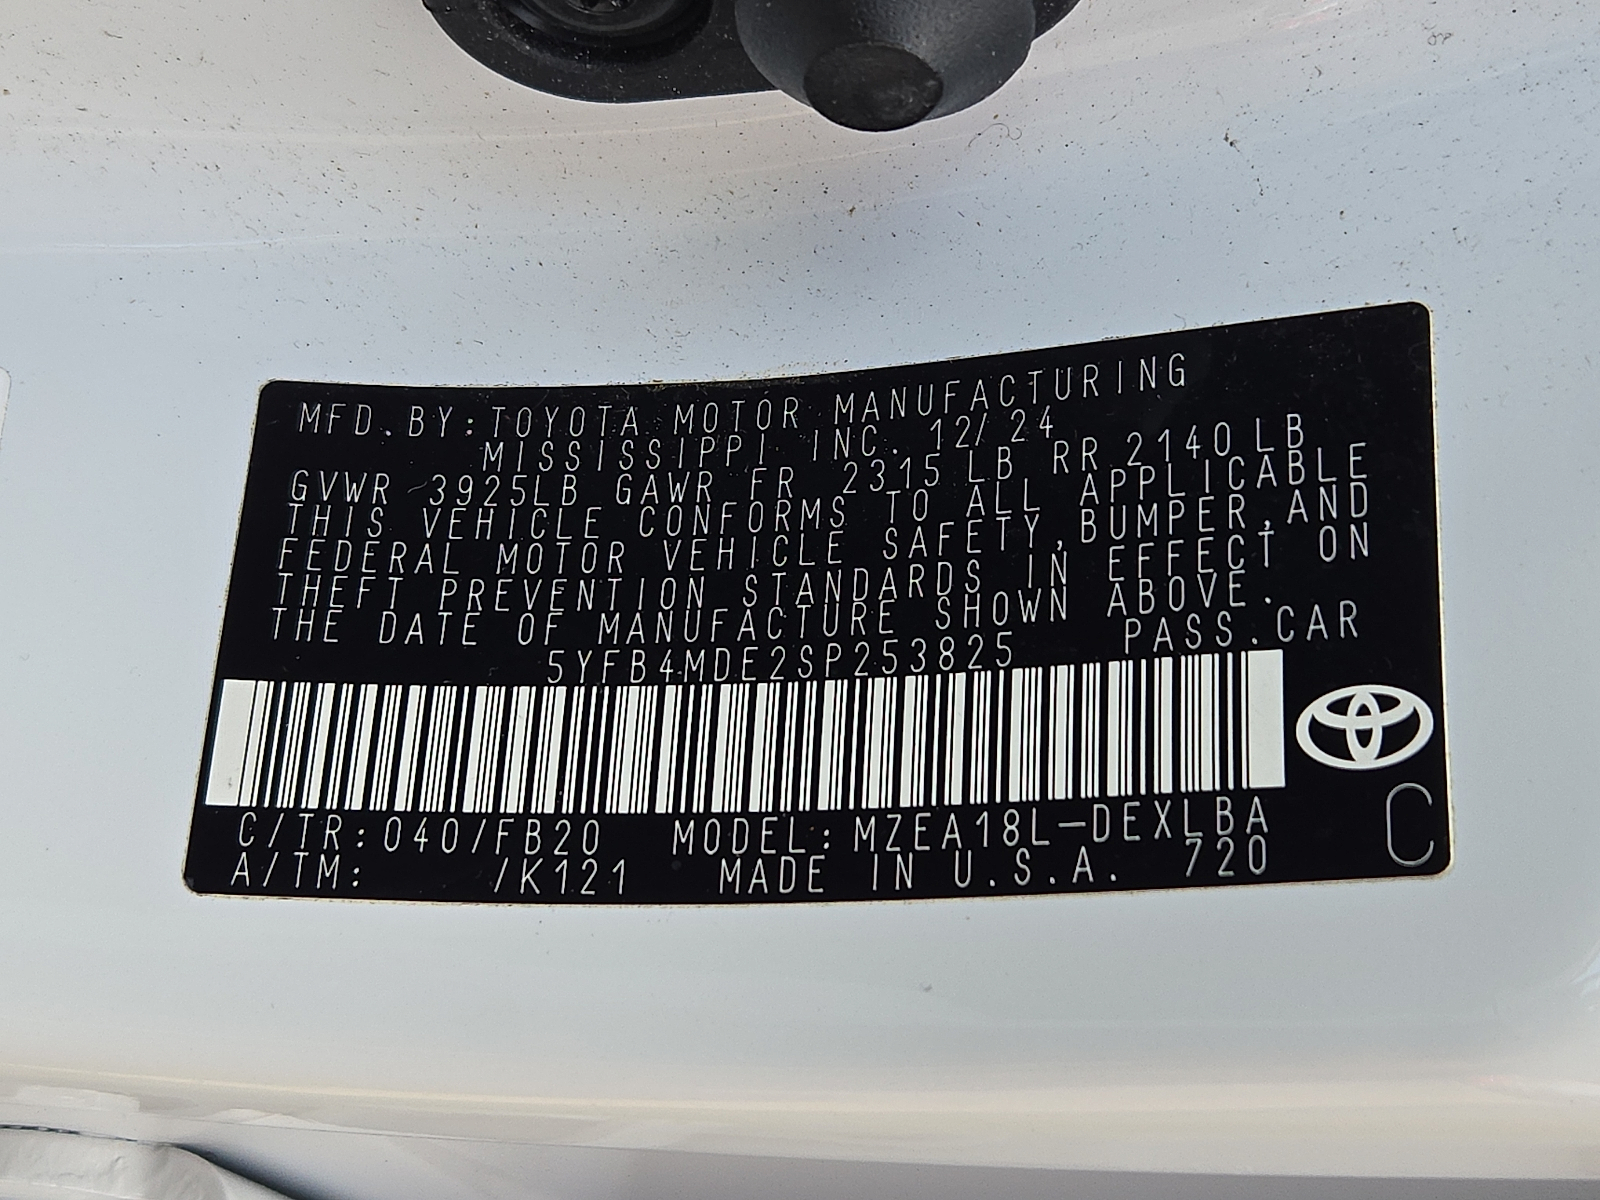 MFD.BY:TOYOTA MOTOR MANUFACTURING
MISSISSIPPI INC. 12/24
GVWR 3925LB GAWR FR 2315LB RR 2140LB
THIS VEHICLE CONFORMS TO ALL APPLICABLE
FEDERAL MOTOR VEHICLE SAFETY,BUMPER,AND
THEFT PREVENTION STANDARDS IN EFFECT ON
THE DATE OF MANUFACTURE SHOWN ABOVE.
5YFB4MDE2SP253825 PASS.CAR
C/TR:040/FB20 MODEL:MZEA18L-DEXLBA
A/TM: /K121 MADE IN U.S.A. 720
C